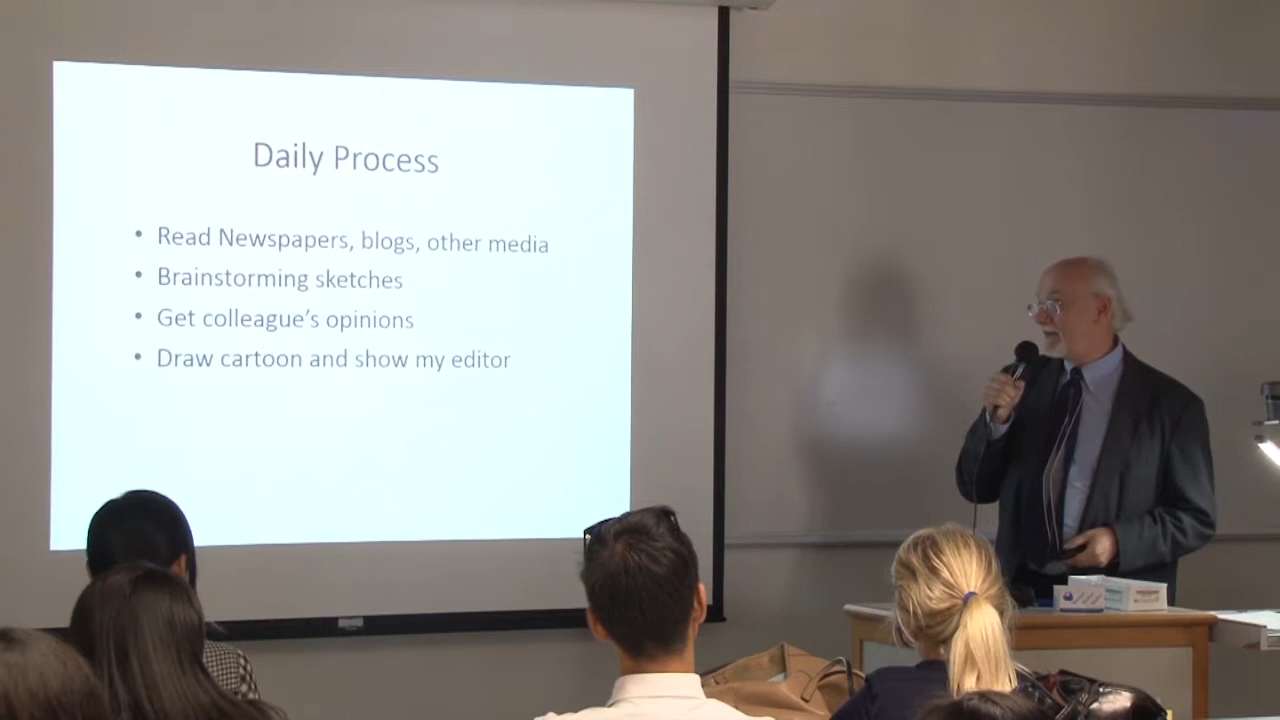 Daily Process
• Read Newspapers, blogs, other media
• Brainstorming sketches
• Get colleague's opinions
• Draw cartoon and show my editor